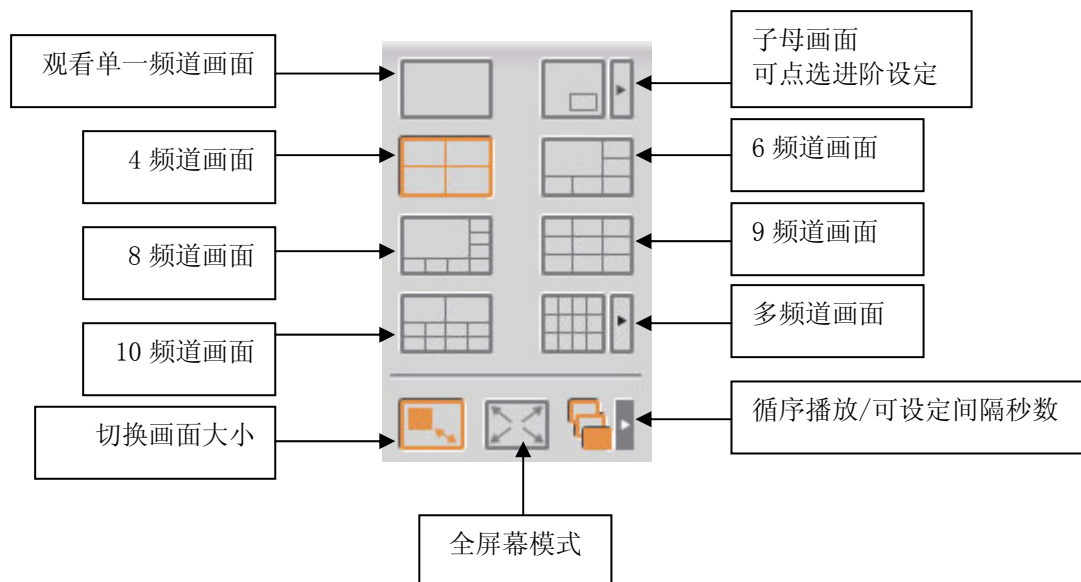 观看单一频道画面
子母画面
可点选进阶设定
4 频道画面
6 频道画面
8 频道画面
9 频道画面
10 频道画面
多频道画面
切换画面大小
循序播放/可设定间隔秒数
全屏幕模式